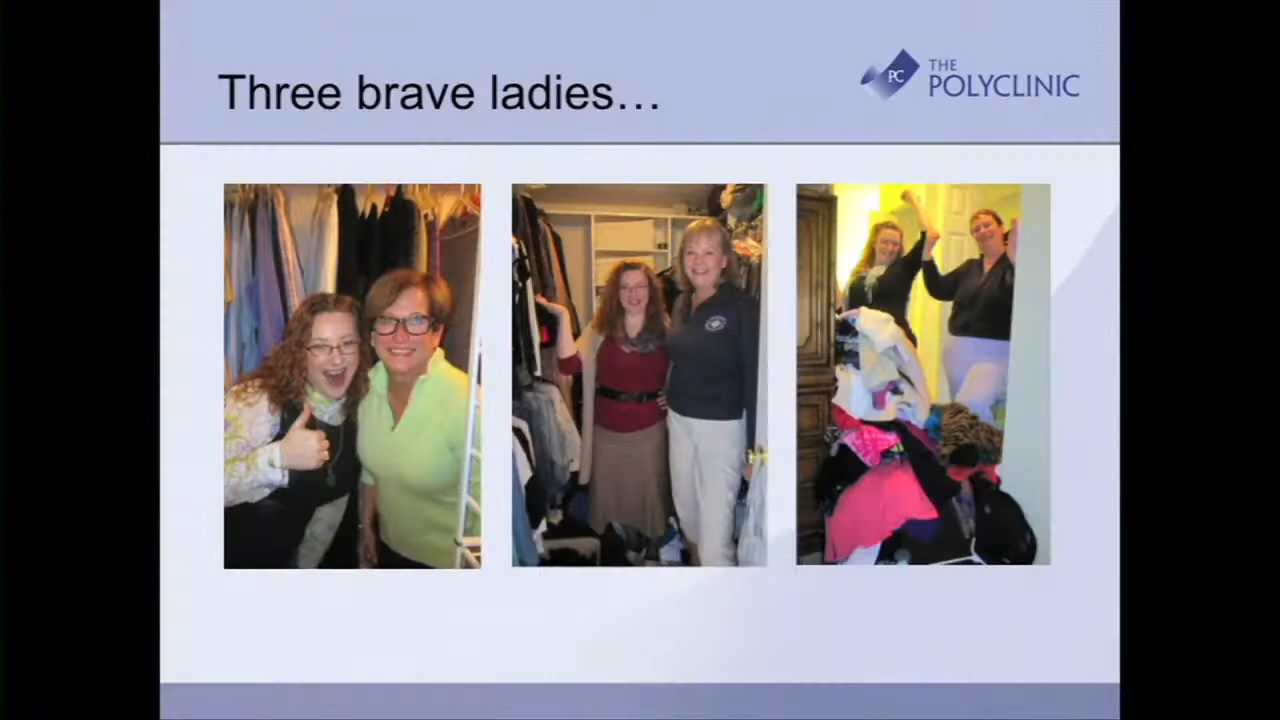 Three brave ladies…
PC
THE
POLYCLINIC